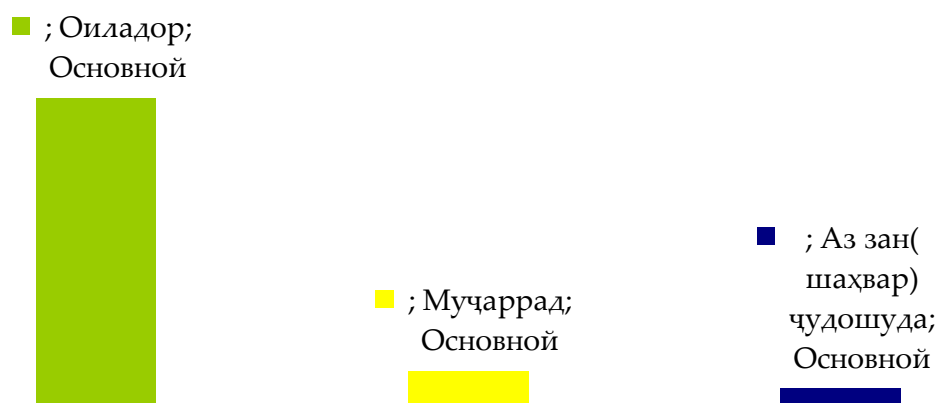 ; Оиладор;
Основной
; Муҷаррад;
Основной
; Аз зан(
шаҳвар)
ҷудошуда;
Основной